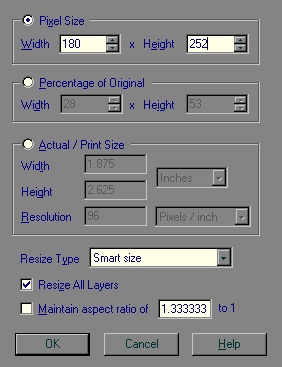 Pixel Size
Width 180 x Height 252
Percentage of Original
Width 28 x Height 53
Actual / Print Size
Width 1.875
Inches
Height 2.625
Resolution 96 Pixels / inch
Resize Type Smart size
Resize All Layers
Maintain aspect ratio of 1.333333 to 1
OK Cancel Help